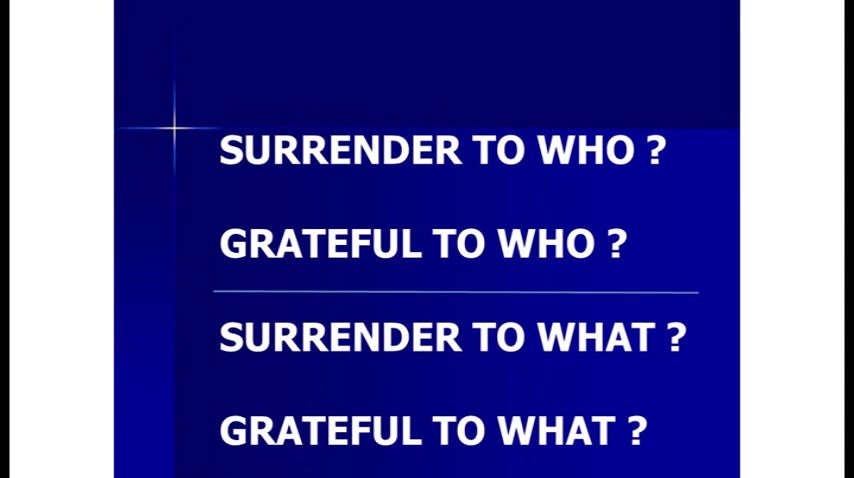 SURRENDER TO WHO ?
GRATEFUL TO WHO ?
SURRENDER TO WHAT ?
GRATEFUL TO WHAT ?